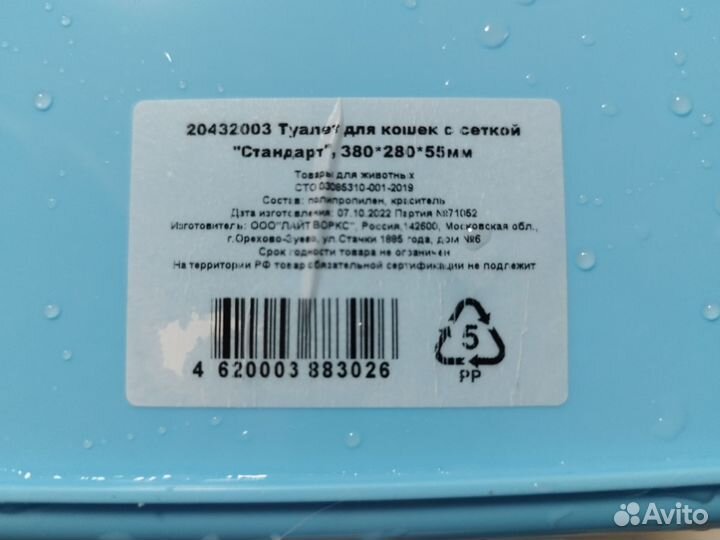 20432003 Туалет для кошек с сеткой
"Стандарт", 380*280*55мм
Товары для животных
СТО 03085310-001-2019
Состав: полипропилен, краситель
Дата изготовления: 07.10.2022 Партия №71052
Изготовитель: ООО"ЛАЙТ ВОРКС", Россия,142600, Московская обл.,
г.Орехово-Зуево, ул.Стачки 1885 года, дом №6
Срок годности товара не ограничен
На территории РФ товар обязательной сертификации не подлежит
4 620003 883026
5
PP
Avito